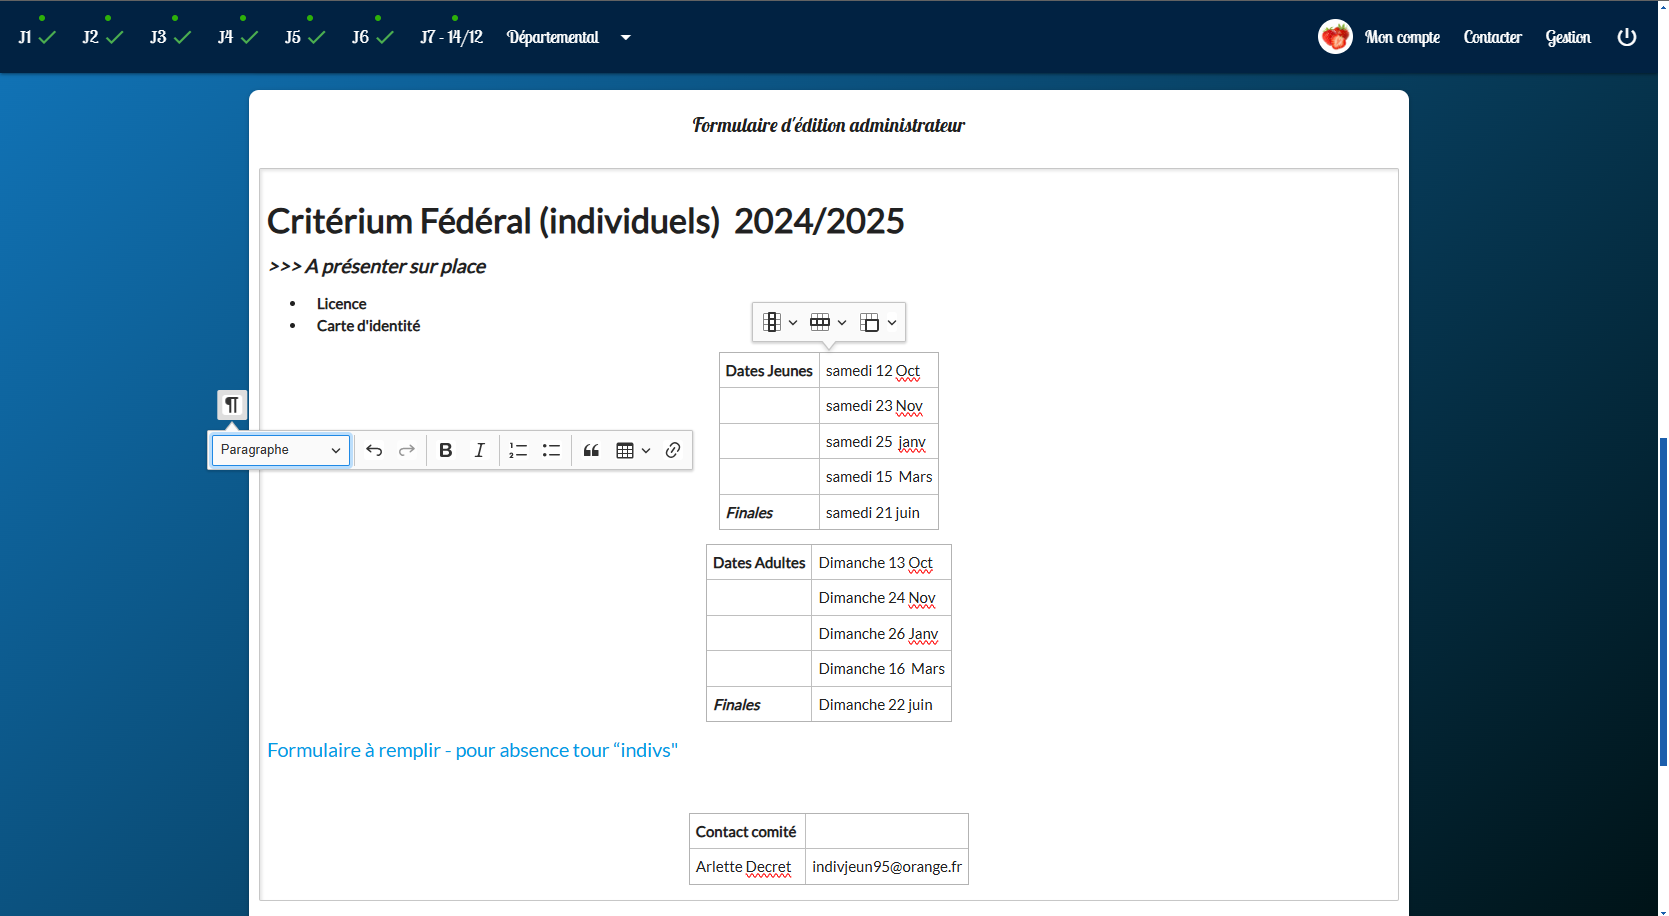 J1 J2 J3 J4 J5 J6 J7 - 14/12 Départemental Mon compte Contacter Gestion
Formulaire d'édition administrateur
Critérium Fédéral (individuels) 2024/2025
>>> A présenter sur place
• Licence
• Carte d'identité
Dates Jeunes samedi 12 Oct
samedi 23 Nov
samedi 25 janv
samedi 15 Mars
Finales samedi 21 juin
¶
Paragraphe B I
Dates Adultes Dimanche 13 Oct
Dimanche 24 Nov
Dimanche 26 Janv
Dimanche 16 Mars
Finales Dimanche 22 juin
Formulaire à remplir - pour absence tour “indivs"
Contact comité
Arlette Decret indivjeun95@orange.fr